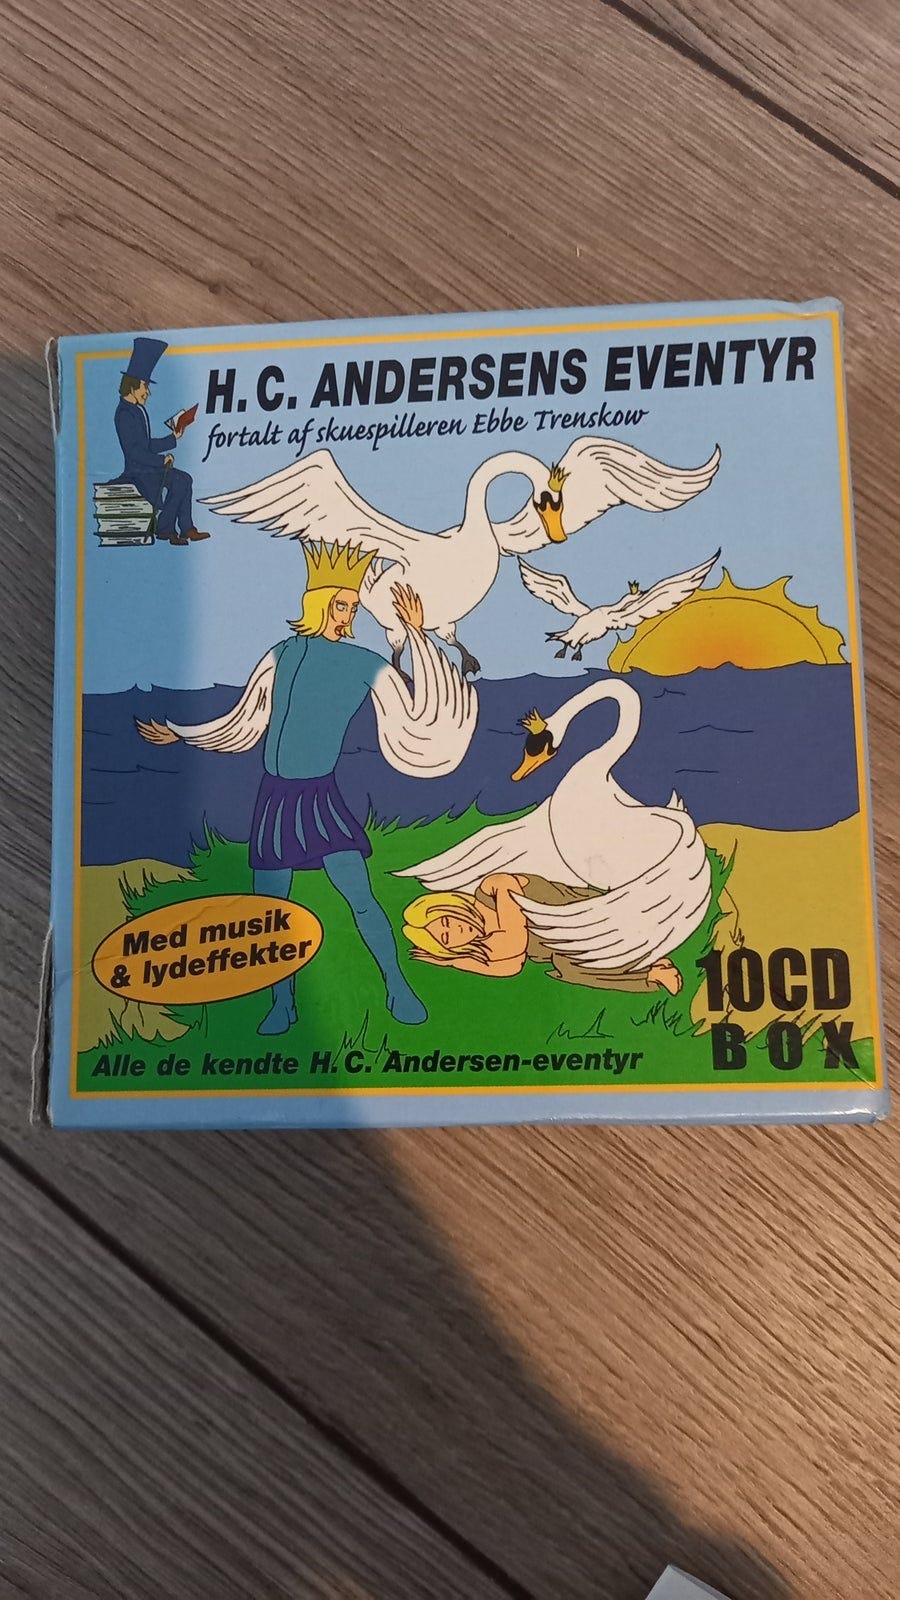 H. C. ANDERSENS EVENTYR
fortalt af skuespilleren Ebbe Trenskow
Med musik
& lydeffekter
10CD
BOX
Alle de kendte H. C. Andersen-eventyr